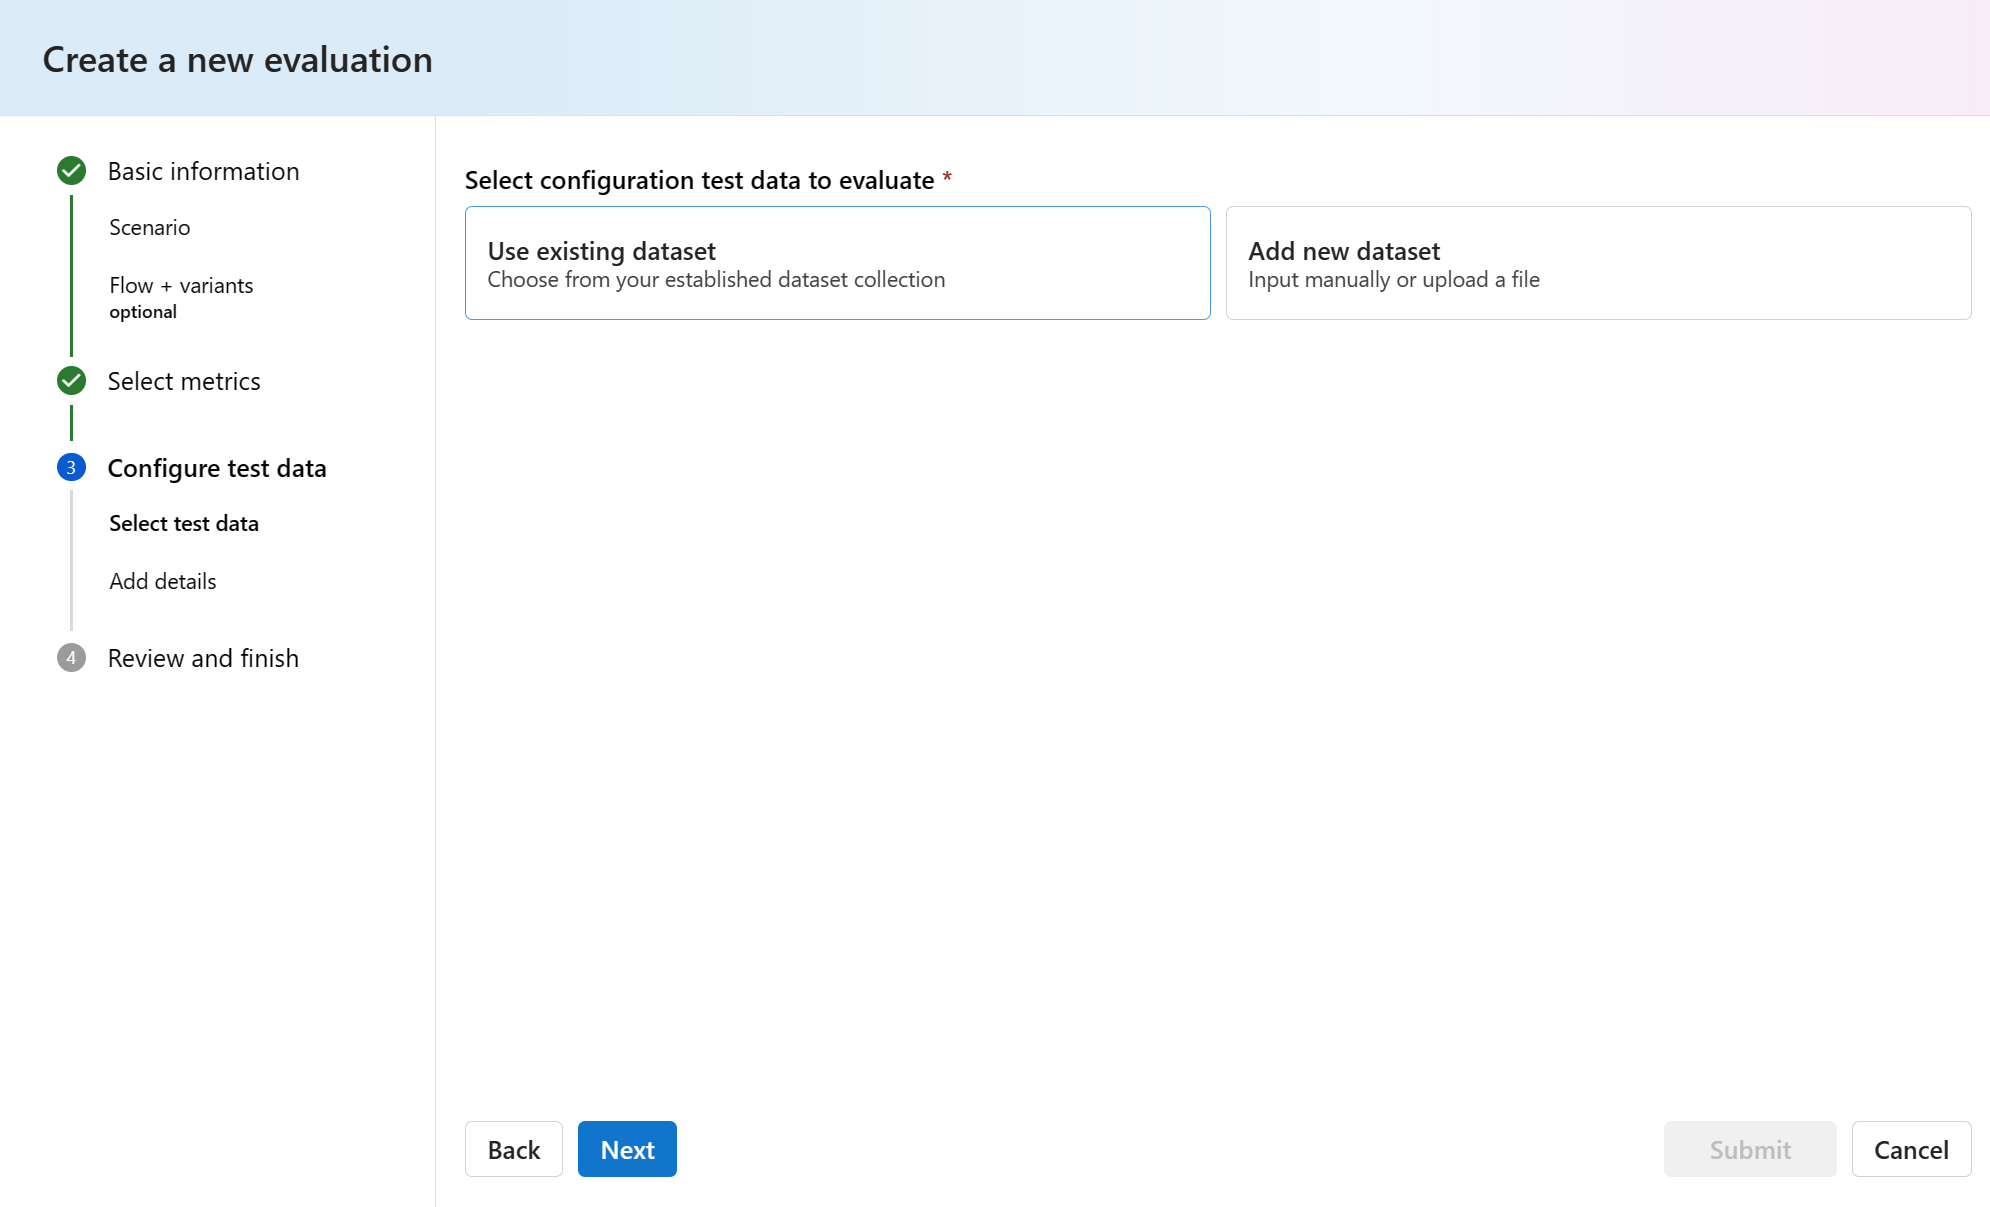 Create a new evaluation
Basic information
Scenario
Flow + variants
optional
Select metrics
3
Configure test data
Select test data
Add details
4
Review and finish
Select configuration test data to evaluate *
Use existing dataset
Choose from your established dataset collection
Add new dataset
Input manually or upload a file
Back
Next
Submit
Cancel